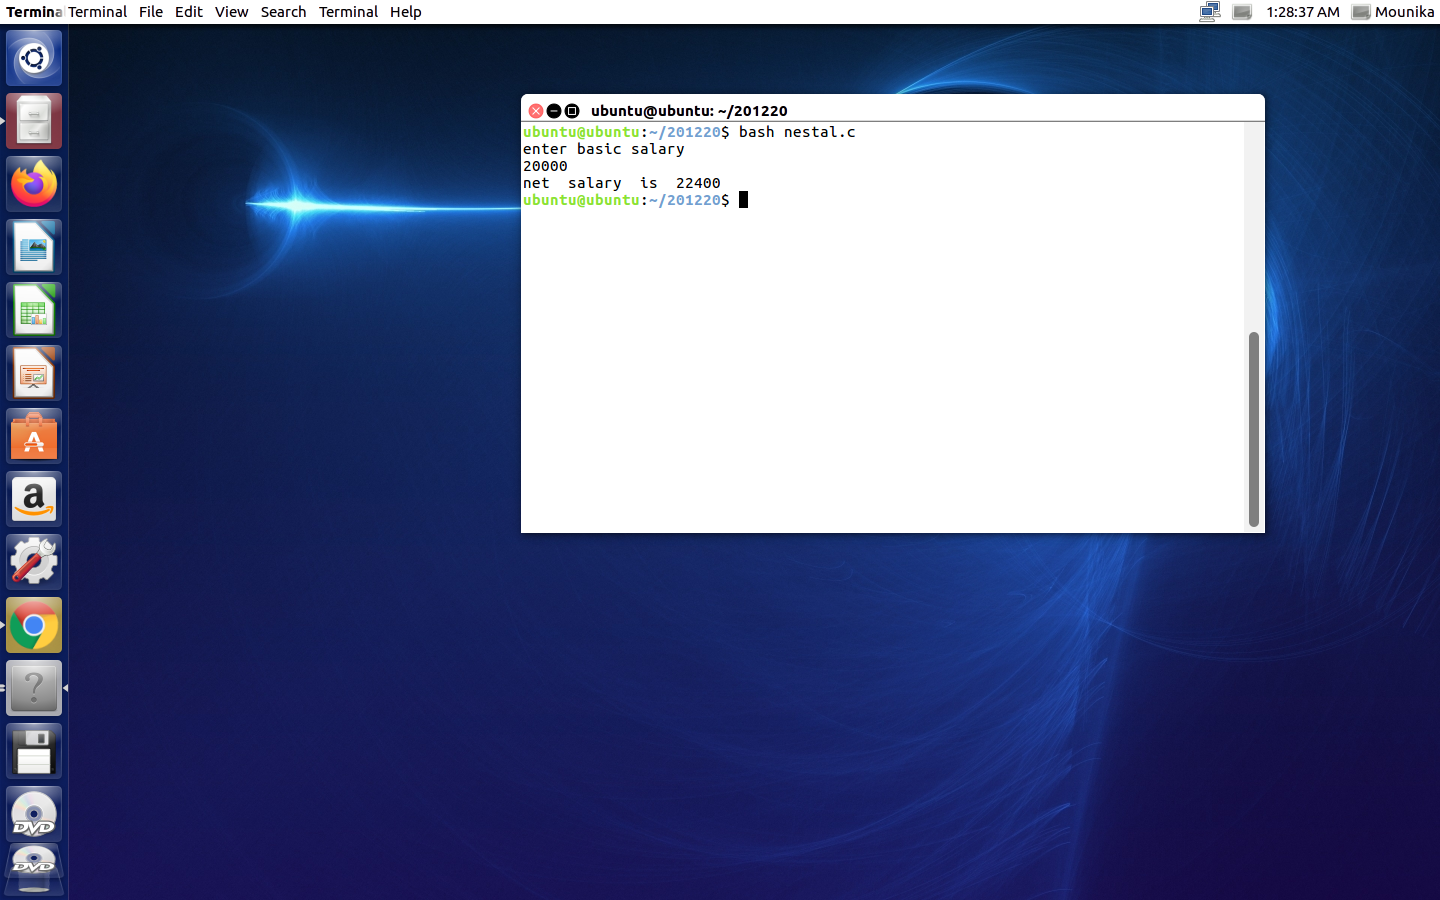 Termina Terminal File Edit View Search Terminal Help 1:28:37 AM Mounika
ubuntu@ubuntu: ~/201220
ubuntu@ubuntu:~/201220$ bash nestal.c
enter basic salary
20000
net  salary  is  22400
ubuntu@ubuntu:~/201220$
A
a
?
DVD
DVD